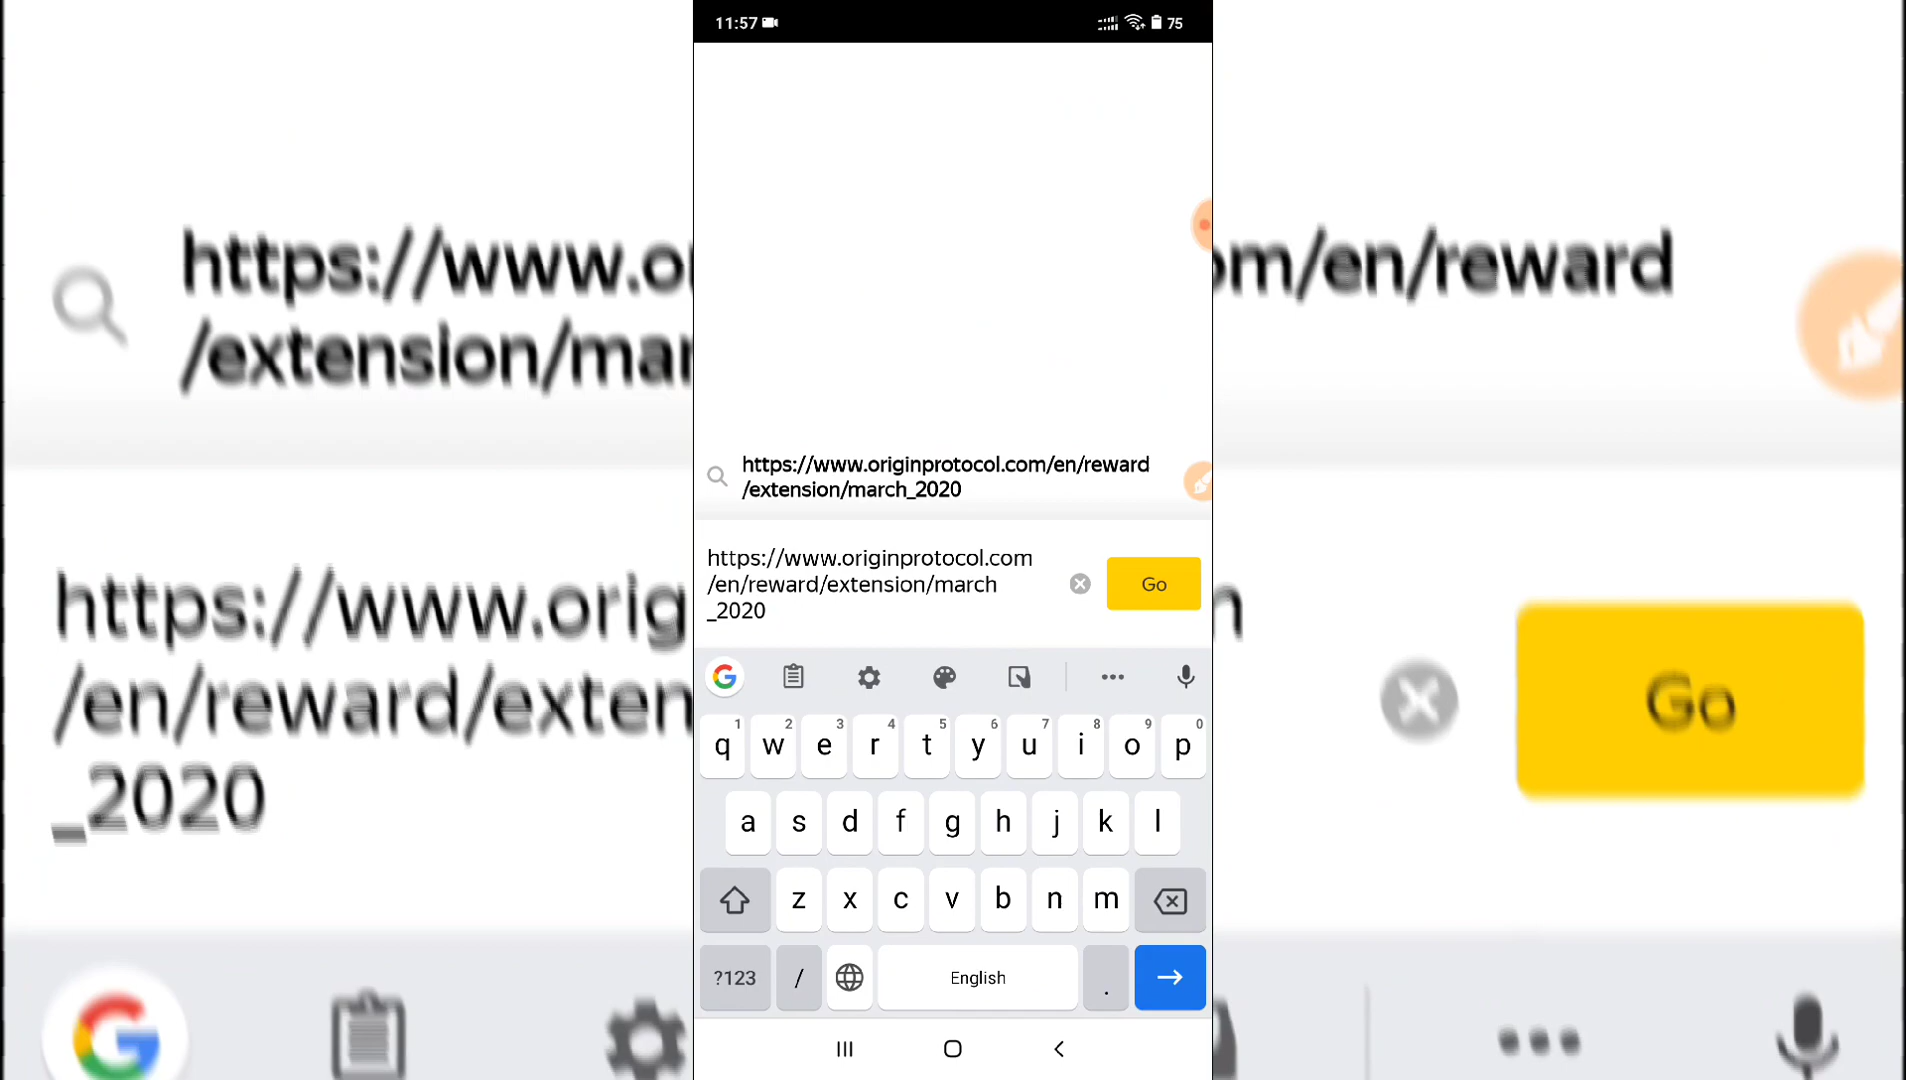 11:57
75
https://www.originprotocol.com/en/reward
/extension/march_2020
https://www.originprotocol.com
/en/reward/extension/march
_2020
Go
1 2 3 4 5 6 7 8 9 0
q w e r t y u i o p
a s d f g h j k l
z x c v b n m
?123 / English .
https://www.o
om/en/reward
/extension/mar
https://www.orig
n
/en/reward/exten
Go
_2020